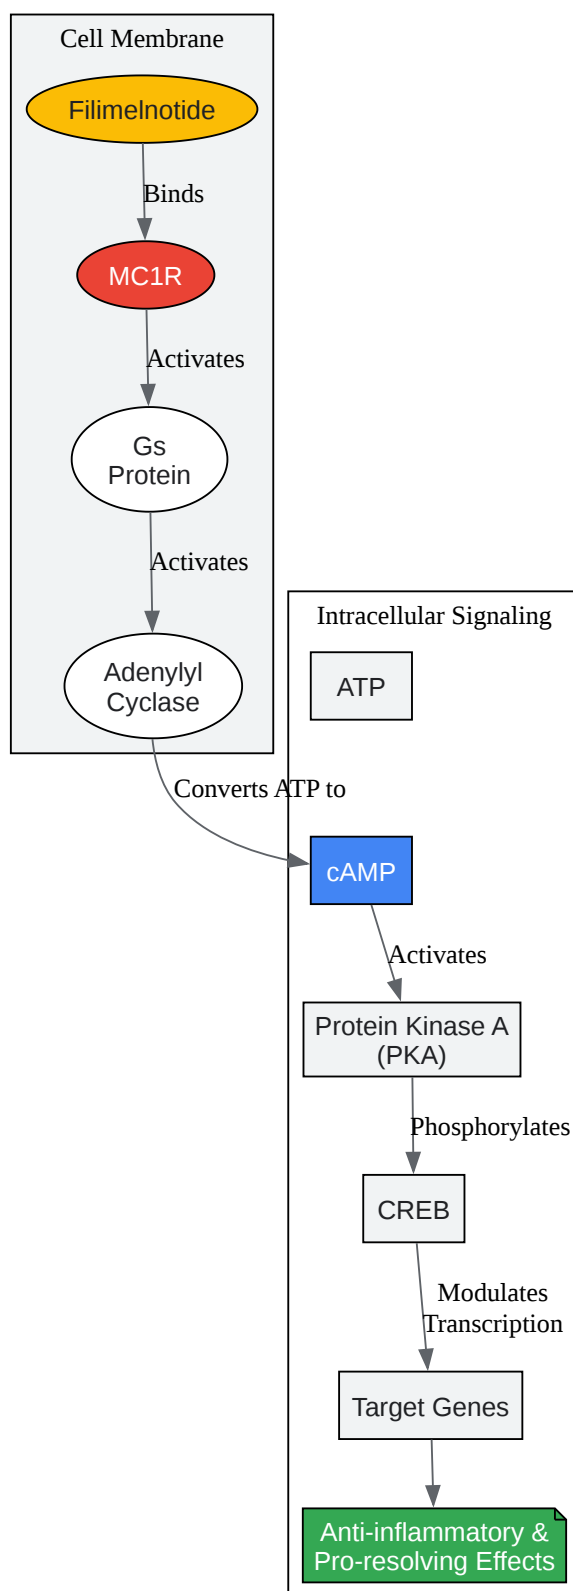 Cell Membrane
Filimelnotide
Binds
MC1R
Activates
Gs
Protein
Activates
Adenylyl
Cyclase
Converts ATP to
Intracellular Signaling
ATP
cAMP
Activates
Protein Kinase A
(PKA)
Phosphorylates
CREB
Modulates
Transcription
Target Genes
Anti-inflammatory &
Pro-resolving Effects